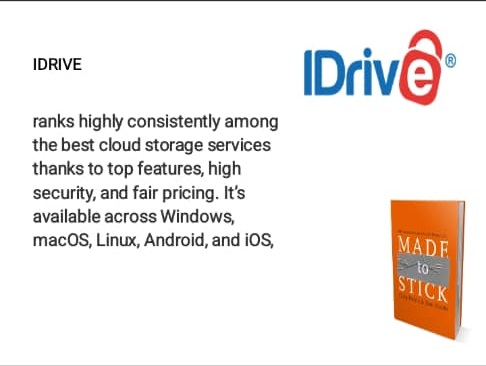 IDRIVE
IDrive®
ranks highly consistently among
the best cloud storage services
thanks to top features, high
security, and fair pricing. It’s
available across Windows,
macOS, Linux, Android, and iOS,
MADE
to
STICK